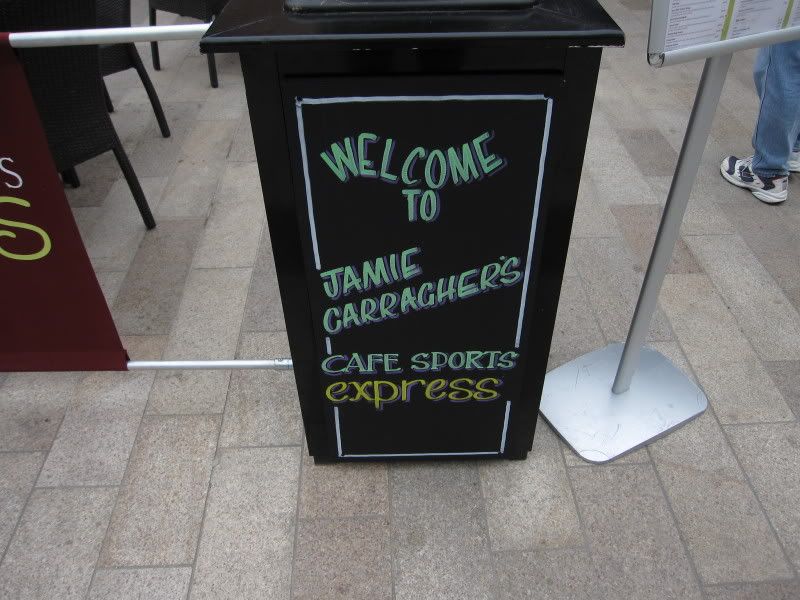 WELCOME
TO
JAMIE
CARRAGHER'S
CAFE SPORTS
express
S
S